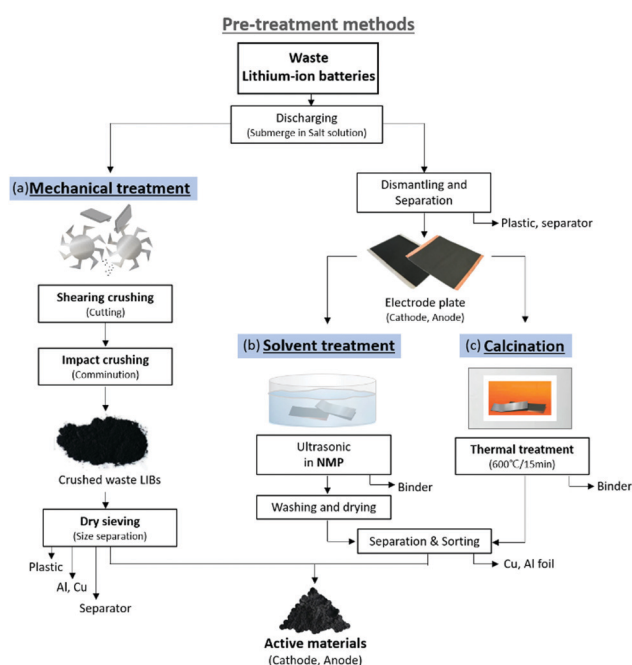 Pre-treatment methods
Waste
Lithium-ion batteries
Discharging
(Submerge in Salt solution)
(a) Mechanical treatment
Shearing crushing
(Cutting)
Impact crushing
(Comminution)
Crushed waste LIBs
Dry sieving
(Size separation)
Plastic
Al, Cu
Separator
Dismantling and
Separation
Plastic, separator
Electrode plate
(Cathode, Anode)
(b) Solvent treatment
Ultrasonic
in NMP
Binder
Washing and drying
(c) Calcination
Thermal treatment
(600℃/15min)
Binder
Separation & Sorting
Cu, Al foil
Active materials
(Cathode, Anode)